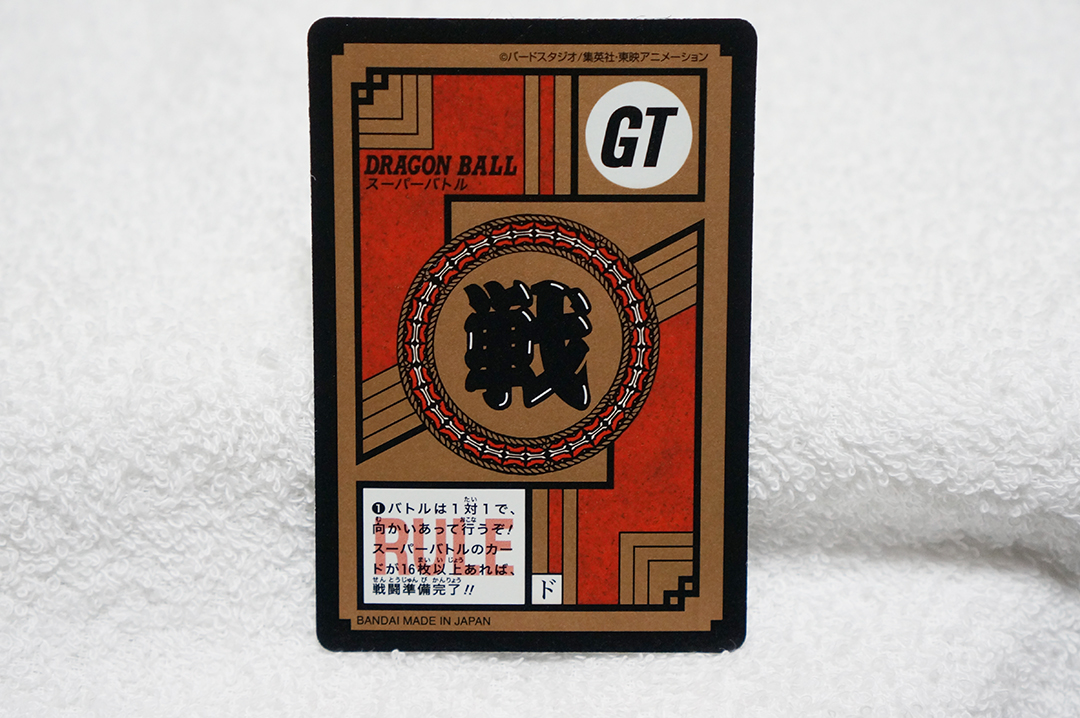 ©バードスタジオ/集英社・東映アニメーション
GT
DRAGON BALL
スーパーバトル
戦
RULE
❶バトルは1対1で、
向かいあって行うぞ!
スーパーバトルのカー
ドが16枚以上あれば、
戦闘準備完了!!
ド
BANDAI MADE IN JAPAN